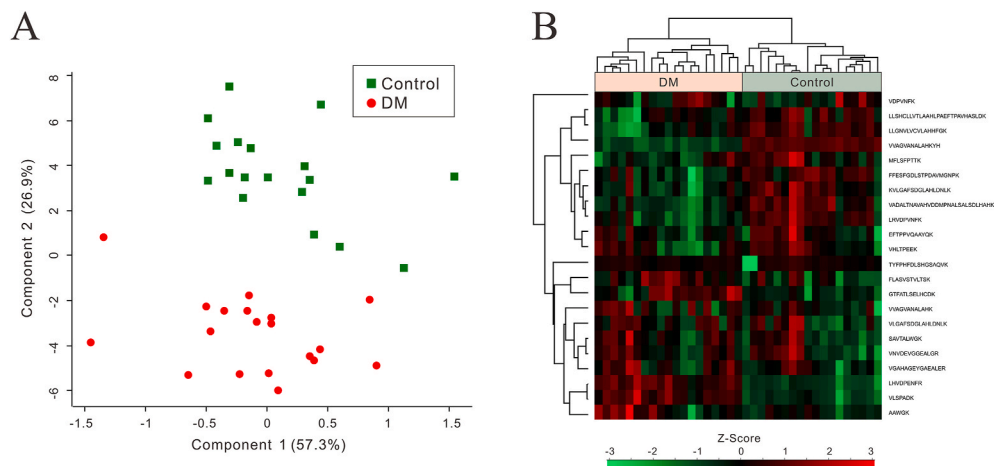 A
Component 2 (26.9%)
8
6
4
2
0
-2
-4
-6
Control
DM
-1.5
-1
-0.5
0
0.5
1
1.5
Component 1 (57.3%)
B
DM
Control
VDPVNFK
LLSHCLLVTLAAHLPAEFTPAVHASLDK
LLGNVLVCVLAHHFGK
VVAGVANALAHKYH
MFLSFPTTK
FFESFGDLSTPDAVMGNPK
KVLGAFSDGLAHLDNLK
VADALTNAVAHVDDMPNALSALSDLHAHK
LRVDPVNFK
EFTPPVQAAYQK
VHLTPEEK
TYFPHFDLSHGSAQVK
FLASVSTVLTSK
GTFATLSELHCDK
VVAGVANALAHK
VLGAFSDGLAHLDNLK
SAVTALWGK
VNVDEVGGEALGR
VGAHAGEYGAEALER
LHVDPENFR
VLSPADK
AAWGK
Z-Score
-3
-2
-1
0
1
2
3